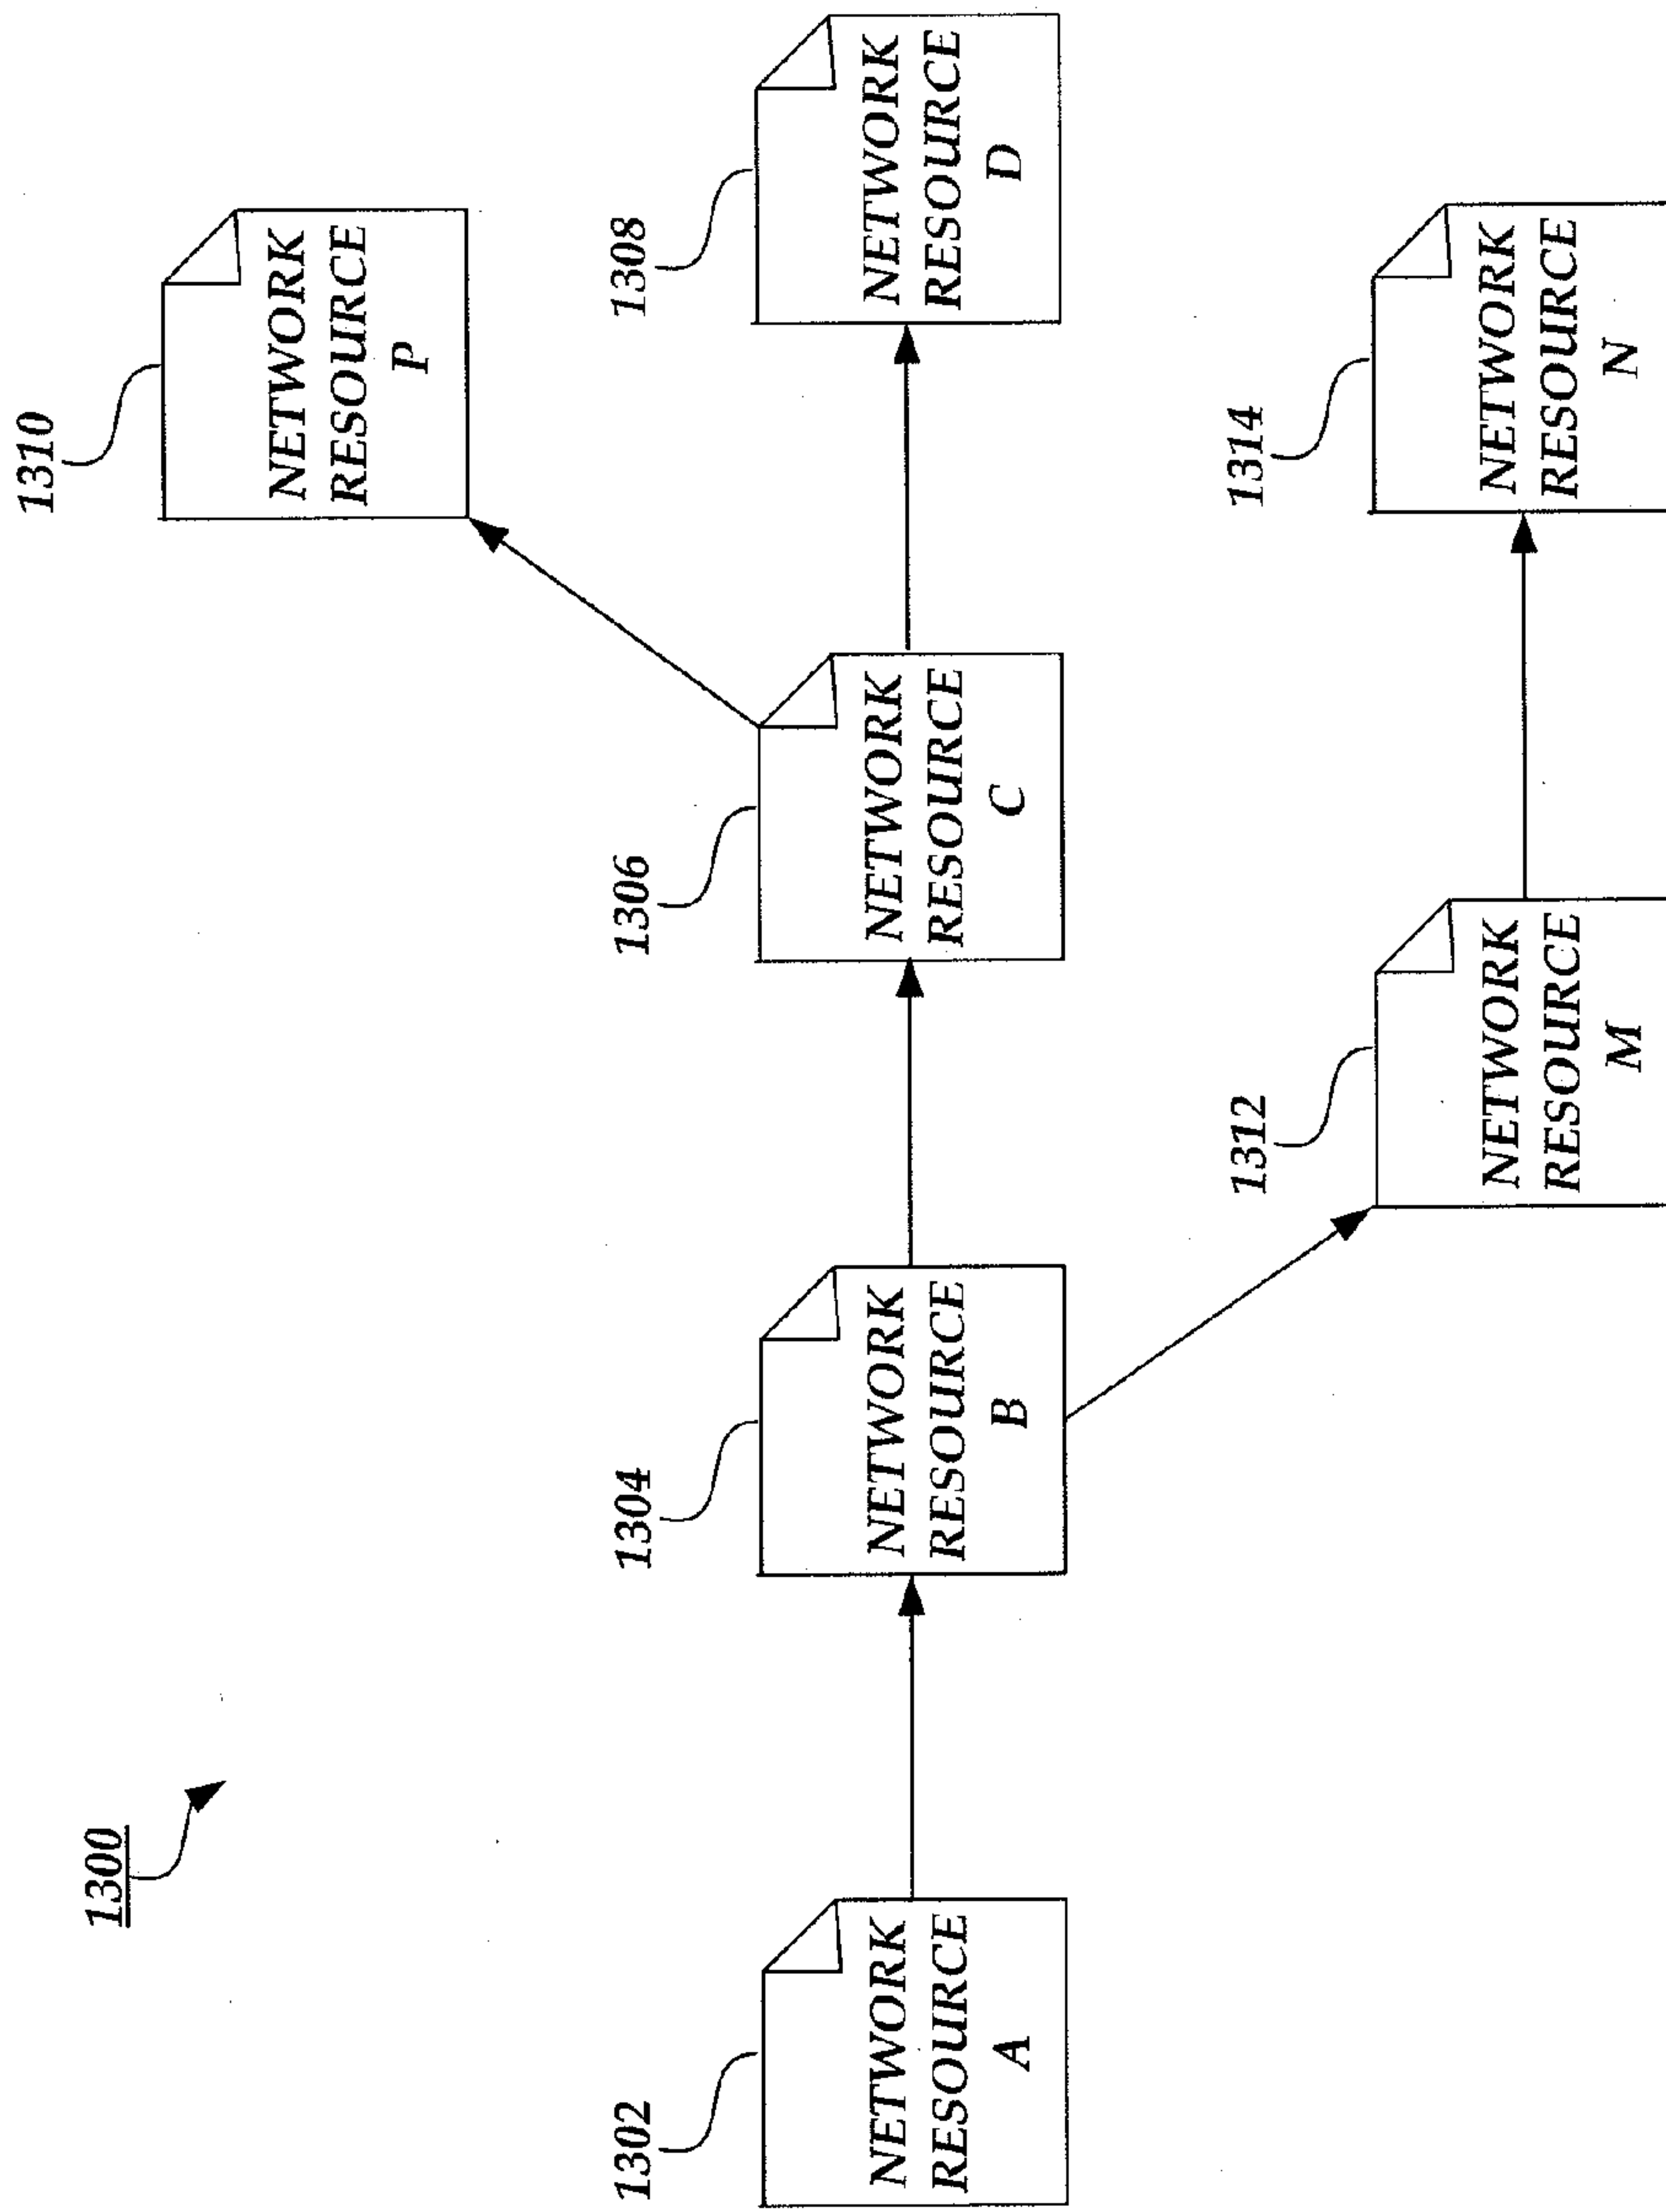 1300
1310
NETWORK
RESOURCE
P
1302
NETWORK
RESOURCE
A
1304
NETWORK
RESOURCE
B
1306
NETWORK
RESOURCE
C
1308
NETWORK
RESOURCE
D
1312
NETWORK
RESOURCE
M
1314
NETWORK
RESOURCE
N